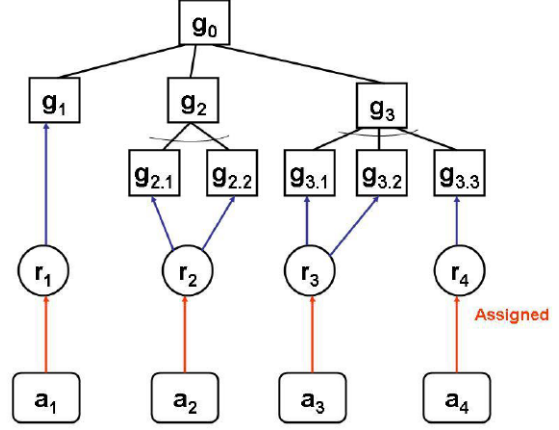 g0
g1 g2 g3
g2.1 g2.2 g3.1 g3.2 g3.3
r1 r2 r3 r4
Assigned
a1 a2 a3 a4